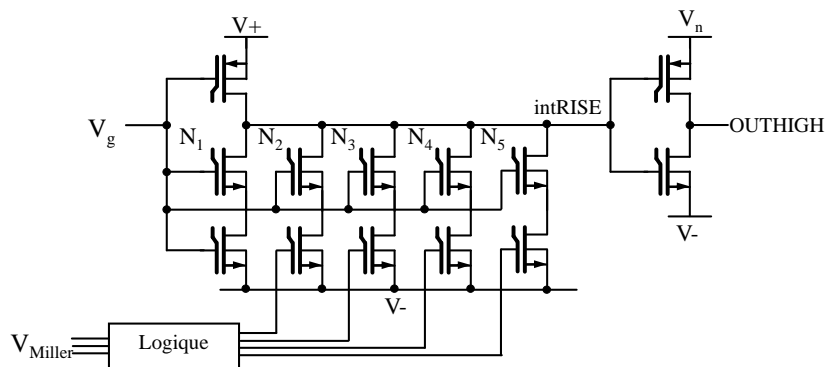 V+
Vn
intRISE
Vg
N1
N2
N3
N4
N5
OUTHIGH
V-
V-
VMiller
Logique